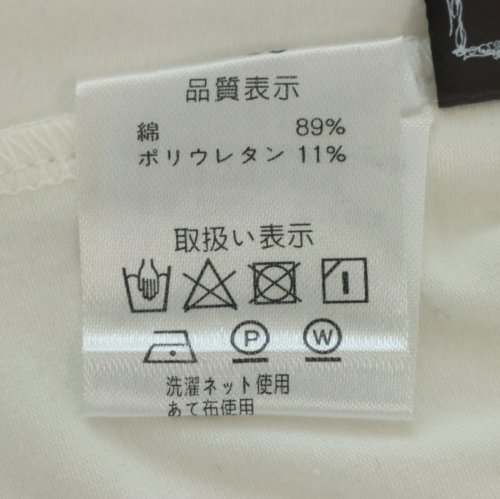 品質表示
綿 89%
ポリウレタン 11%
取扱い表示
P W
洗濯ネット使用
あて布使用